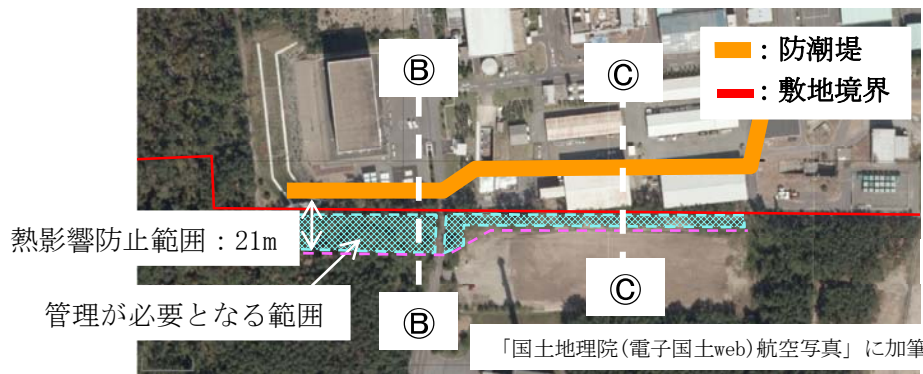 Ⓑ
Ⓒ
：防潮堤
：敷地境界
熱影響防止範囲：21m
管理が必要となる範囲
Ⓑ
Ⓒ
「国土地理院(電子国土web)航空写真」に加筆